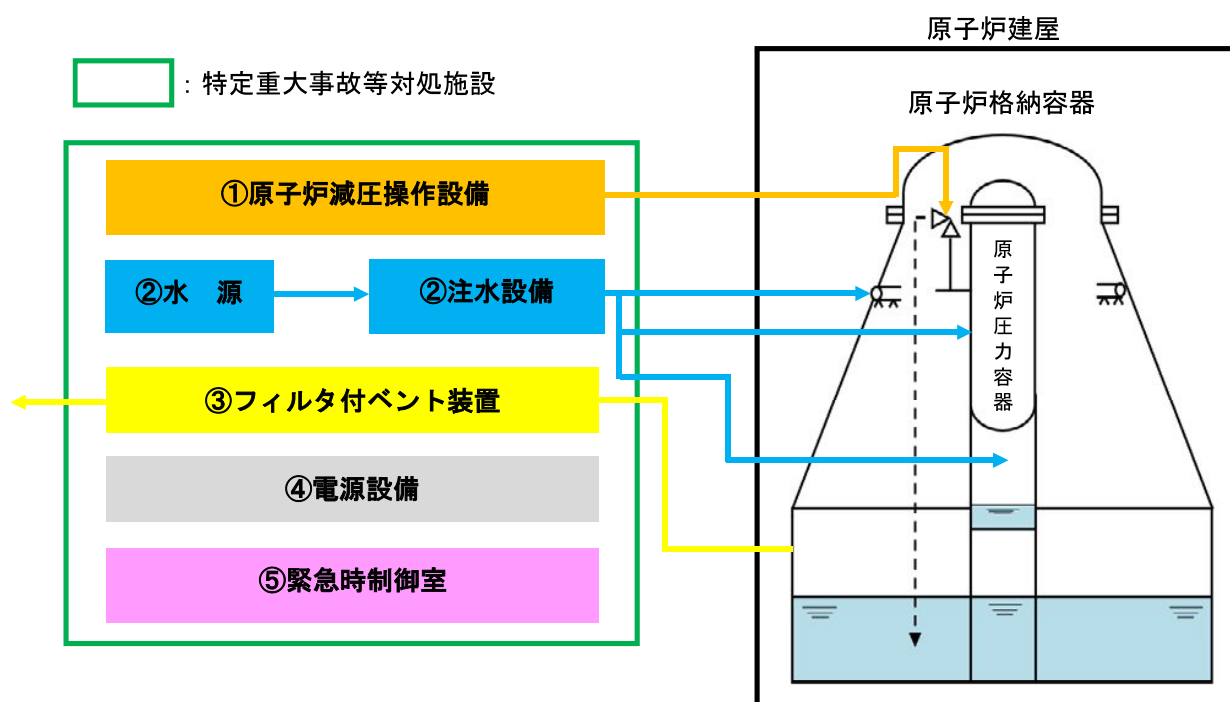 原子炉建屋
：特定重大事故等対処施設
原子炉格納容器
①原子炉減圧操作設備
②水　源
②注水設備
原子炉圧力容器
③フィルタ付ベント装置
④電源設備
⑤緊急時制御室